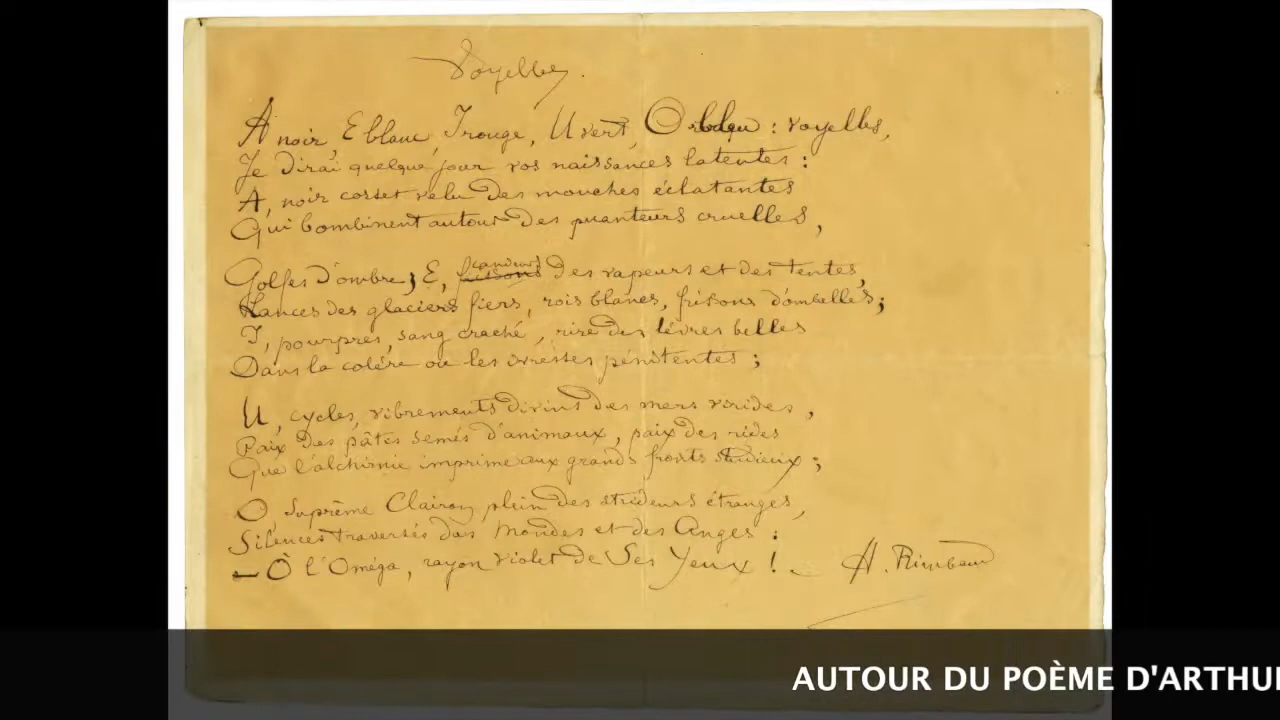 Voyelles.
A noir, E blanc, I rouge, U vert, O bleu : voyelles,
Je dirai quelque jour vos naissances latentes :
A, noir corset velu des mouches éclatantes
Qui bombinent autour des puanteurs cruelles,
Golfes d'ombre ; E, frissons candeurs des vapeurs et des tentes,
Lances des glaciers fiers, rois blancs, frissons d'ombelles ;
I, pourpres, sang craché, rire des lèvres belles
Dans la colère ou les ivresses pénitentes ;
U, cycles, vibrements divins des mers virides,
Paix des pâtis semés d'animaux, paix des rides
Que l'alchimie imprime aux grands fronts studieux ;
O, Suprême Clairon plein des strideurs étranges,
Silences traversés des Mondes et des Anges :
— O l'Oméga, rayon violet de Ses Yeux ! — A. Rimbaud
AUTOUR DU POÈME D'ARTHU